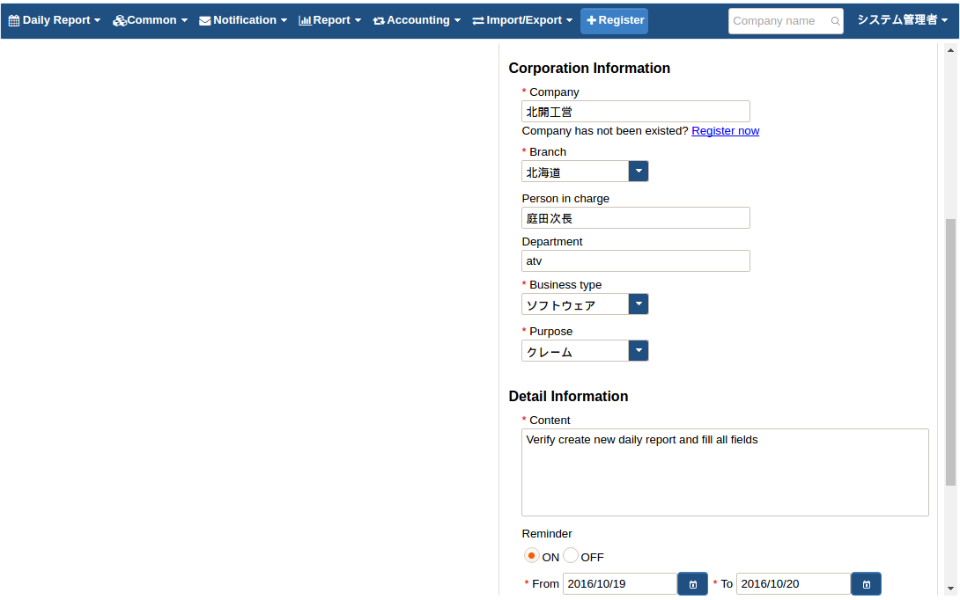 Daily Report Common Notification Report Accounting Import/Export Register Company name システム管理者
Corporation Information
* Company
北開工営
Company has not been existed? Register now
* Branch
北海道
Person in charge
庭田次長
Department
atv
* Business type
ソフトウェア
* Purpose
クレーム
Detail Information
* Content
Verify create new daily report and fill all fields
Reminder
ON OFF
* From 2016/10/19 * To 2016/10/20